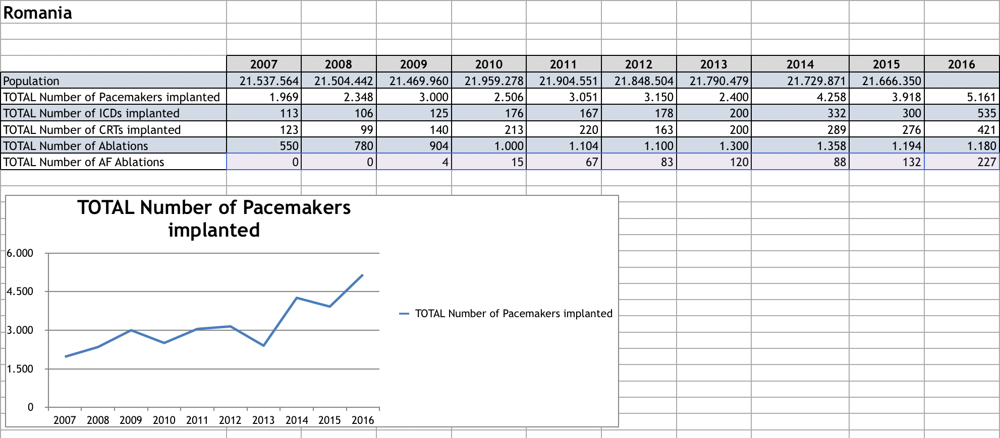 Romania
2007 2008 2009 2010 2011 2012 2013 2014 2015 2016
Population 21.537.564 21.504.442 21.469.960 21.959.278 21.904.551 21.848.504 21.790.479 21.729.871 21.666.350
TOTAL Number of Pacemakers implanted 1.969 2.348 3.000 2.506 3.051 3.150 2.400 4.258 3.918 5.161
TOTAL Number of ICDs implanted 113 106 125 176 167 178 200 332 300 535
TOTAL Number of CRTs implanted 123 99 140 213 220 163 200 289 276 421
TOTAL Number of Ablations 550 780 904 1.000 1.104 1.100 1.300 1.358 1.194 1.180
TOTAL Number of AF Ablations 0 0 4 15 67 83 120 88 132 227
TOTAL Number of Pacemakers
implanted
6.000
4.500
3.000
1.500
0
2007 2008 2009 2010 2011 2012 2013 2014 2015 2016
TOTAL Number of Pacemakers implanted